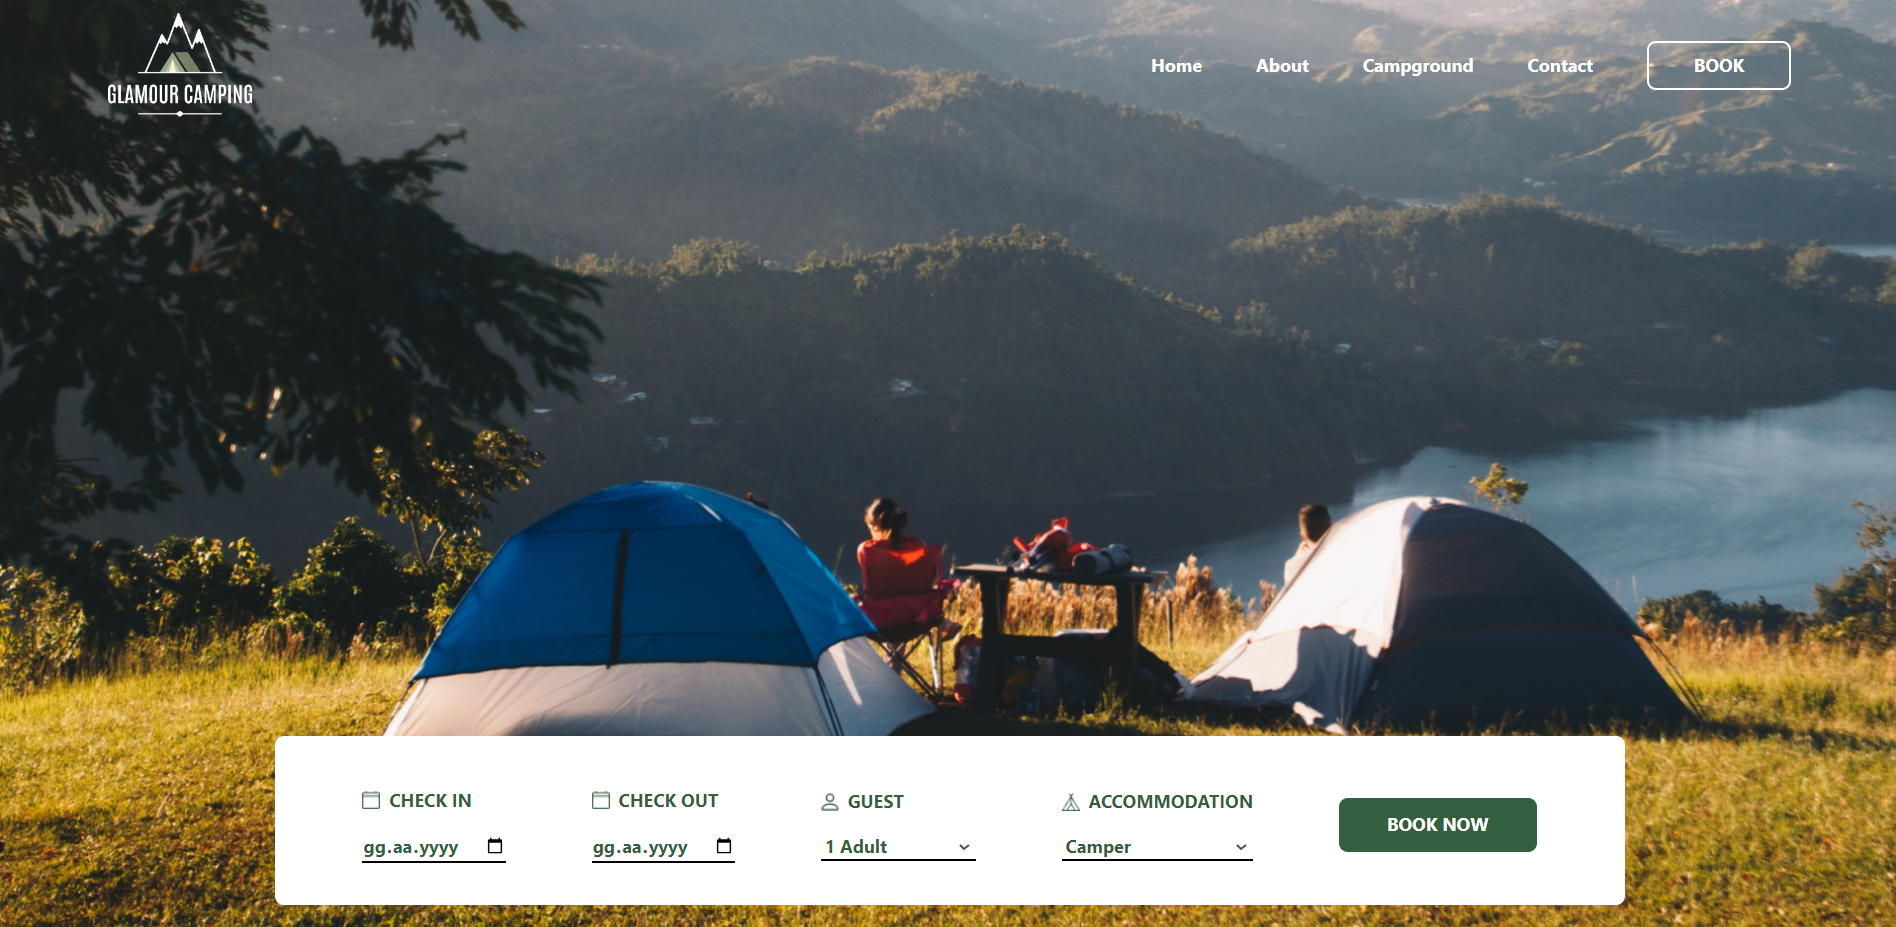 GLAMOUR CAMPING
Home About Campground Contact BOOK
CHECK IN CHECK OUT GUEST ACCOMMODATION
gg.aa.yyyy gg.aa.yyyy 1 Adult Camper
BOOK NOW